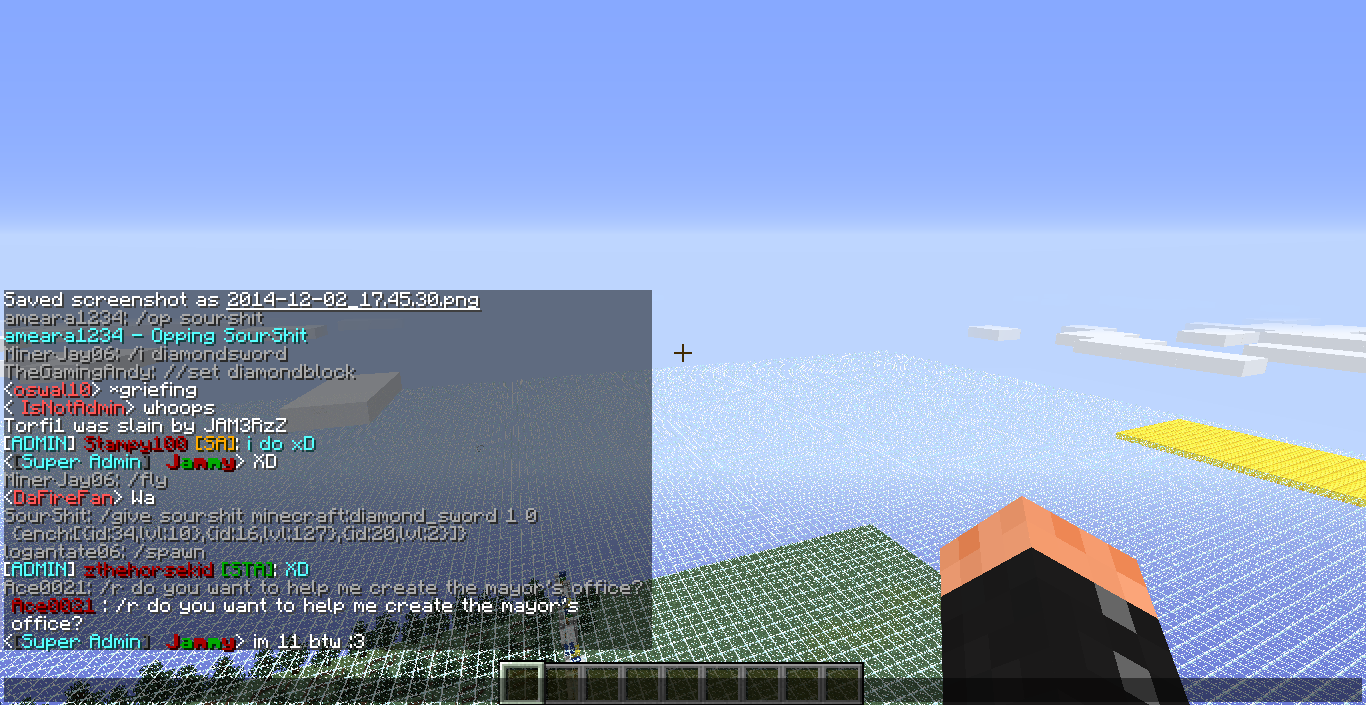 Saved screenshot as 2014-12-02_17.45.30.png
ameara1234: /op sourshit
ameara1234 - Opping SourShit
MinerJay06: /i diamondsword
TheGamingAndy: //set diamondblock
<oswal10> *griefing
< IsNotAdmin> whoops
Torfi1 was slain by JAM3RzZ
[ADMIN] Stampy100 [SA]: i do xD
<[Super Admin] Jammy> XD
MinerJay06: /fly
<DaFireFan> Wa
SourShit: /give sourshit minecraft:diamond_sword 1 0
{ench:[{id:34,lvl:10},{id:16,lvl:127},{id:20,lvl:2}]}
logantate06: /spawn
[ADMIN] zthehorsekid [STA]: XD
Ace0021: /r do you want to help me create the mayor's office?
Ace0021 : /r do you want to help me create the mayor's
office?
<[Super Admin] Jammy> im 11 btw :3